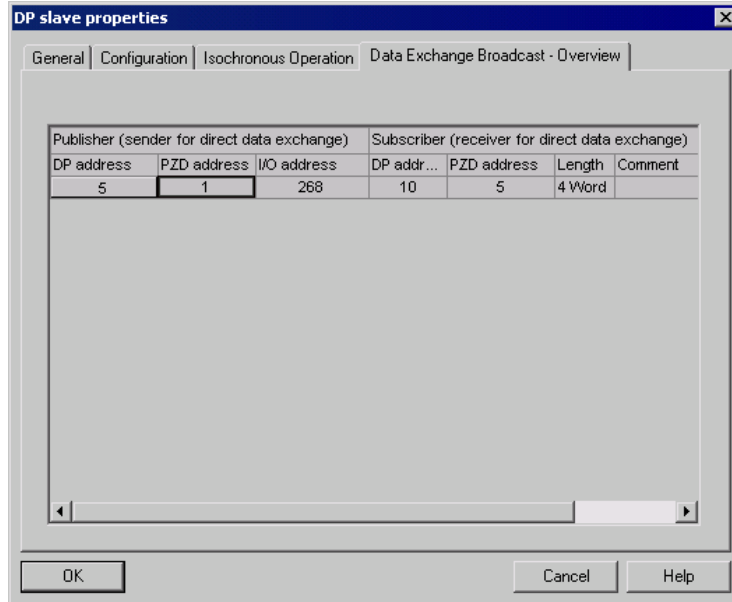 DP slave properties
General Configuration Isochronous Operation Data Exchange Broadcast - Overview
Publisher (sender for direct data exchange) Subscriber (receiver for direct data exchange)
DP address PZD address I/O address DP addr... PZD address Length Comment
5 1 268 10 5 4 Word
OK Cancel Help